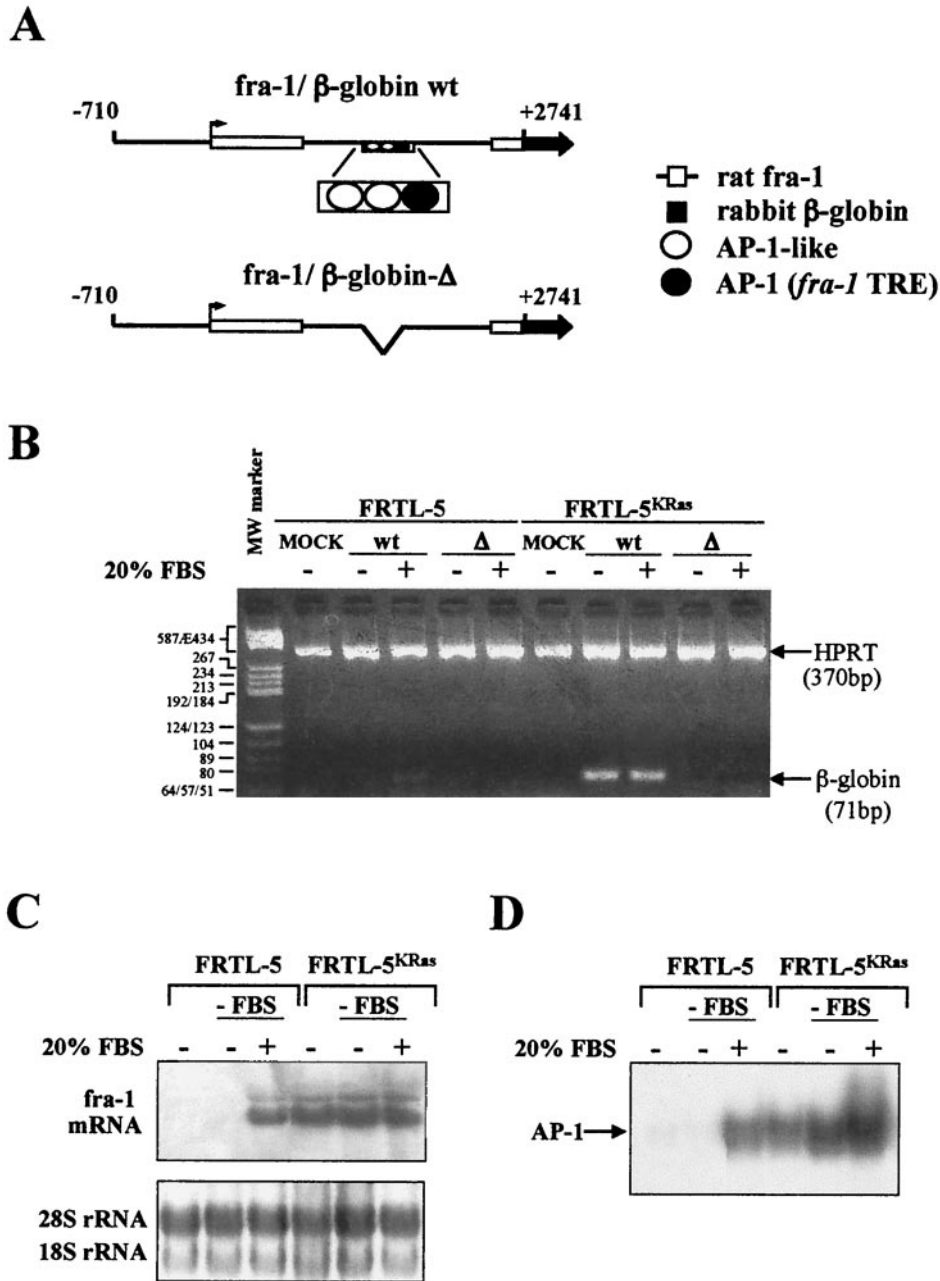 A
fra-1/ β-globin wt
-710
+2741
fra-1/ β-globin-Δ
-710
+2741
rat fra-1
rabbit β-globin
AP-1-like
AP-1 (fra-1 TRE)
B
MW marker
FRTL-5
FRTL-5KRas
MOCK wt Δ MOCK wt Δ
20% FBS - - + - + - - + - +
587/Æ434
267
234
213
192/184
124/123
104
89
80
64/57/51
HPRT
(370bp)
β-globin
(71bp)
C
FRTL-5 FRTL-5KRas
- FBS - FBS
20% FBS - - + - - +
fra-1
mRNA
28S rRNA
18S rRNA
D
FRTL-5 FRTL-5KRas
- FBS - FBS
20% FBS - - + - - +
AP-1